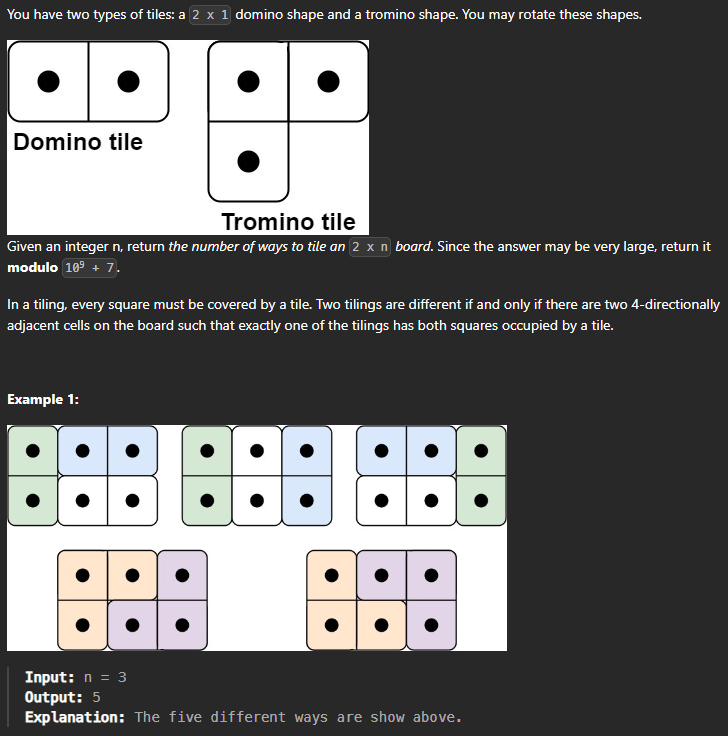 You have two types of tiles: a 2 x 1 domino shape and a tromino shape. You may rotate these shapes.
Domino tile
Tromino tile
Given an integer n, return the number of ways to tile an 2 x n board. Since the answer may be very large, return it
modulo 10⁹ + 7.
In a tiling, every square must be covered by a tile. Two tilings are different if and only if there are two 4-directionally
adjacent cells on the board such that exactly one of the tilings has both squares occupied by a tile.
Example 1:
Input: n = 3
Output: 5
Explanation: The five different ways are show above.